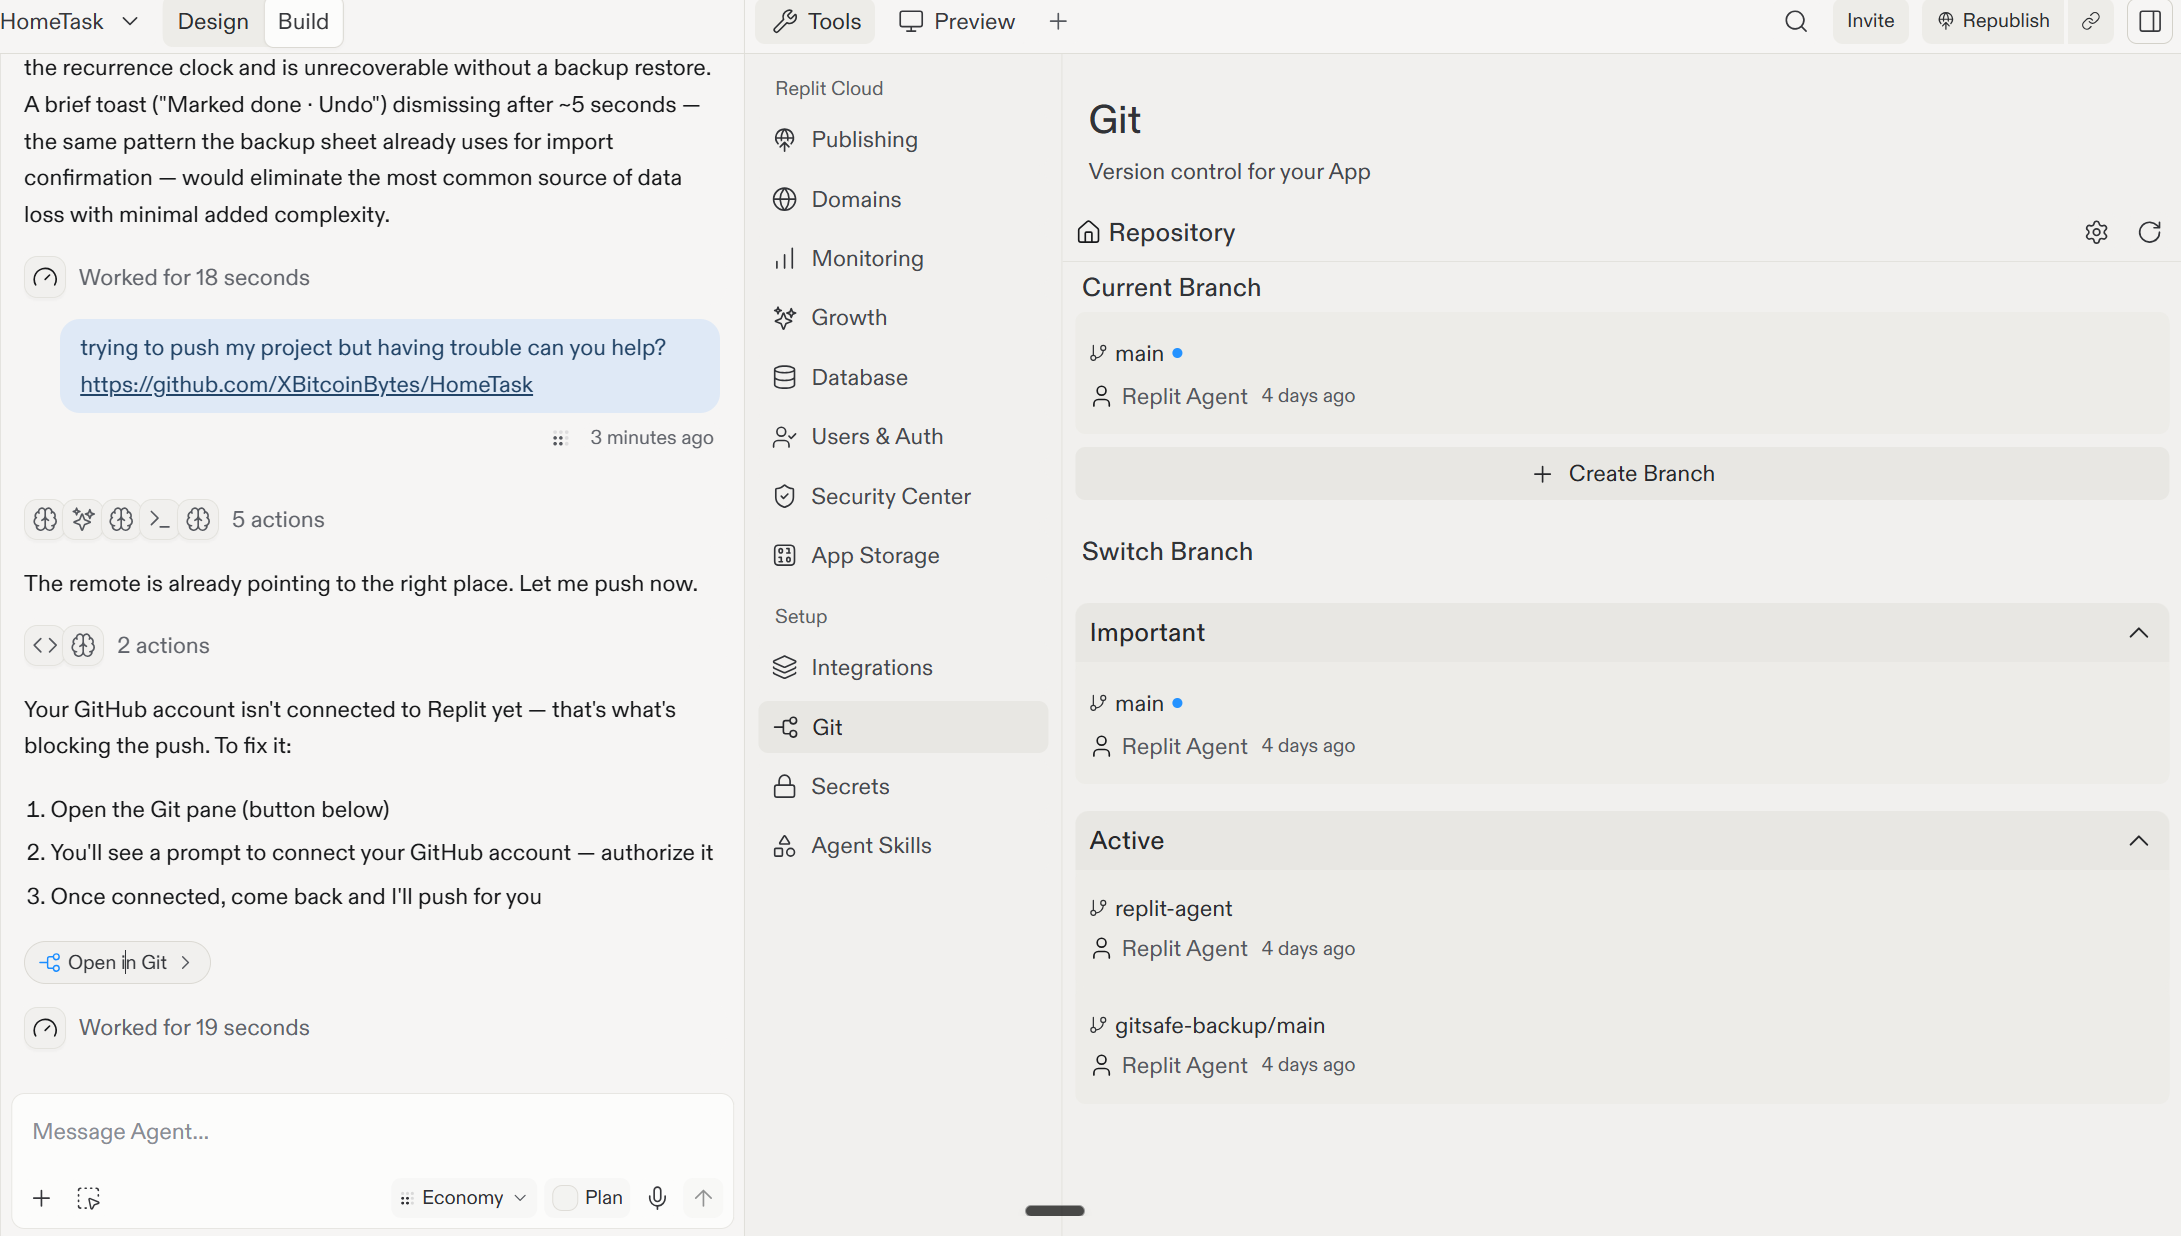 HomeTask
Design
Build
the recurrence clock and is unrecoverable without a backup restore.
A brief toast ("Marked done · Undo") dismissing after ~5 seconds —
the same pattern the backup sheet already uses for import
confirmation — would eliminate the most common source of data
loss with minimal added complexity.
Worked for 18 seconds
trying to push my project but having trouble can you help?
https://github.com/XBitcoinBytes/HomeTask
3 minutes ago
5 actions
The remote is already pointing to the right place. Let me push now.
2 actions
Your GitHub account isn't connected to Replit yet — that's what's
blocking the push. To fix it:
1. Open the Git pane (button below)
2. You'll see a prompt to connect your GitHub account — authorize it
3. Once connected, come back and I'll push for you
Open in Git
Worked for 19 seconds
Message Agent...
Economy
Plan
Tools
Preview
Invite
Republish
Replit Cloud
Publishing
Domains
Monitoring
Growth
Database
Users & Auth
Security Center
App Storage
Setup
Integrations
Git
Secrets
Agent Skills
Git
Version control for your App
Repository
Current Branch
main
Replit Agent 4 days ago
Create Branch
Switch Branch
Important
main
Replit Agent 4 days ago
Active
replit-agent
Replit Agent 4 days ago
gitsafe-backup/main
Replit Agent 4 days ago